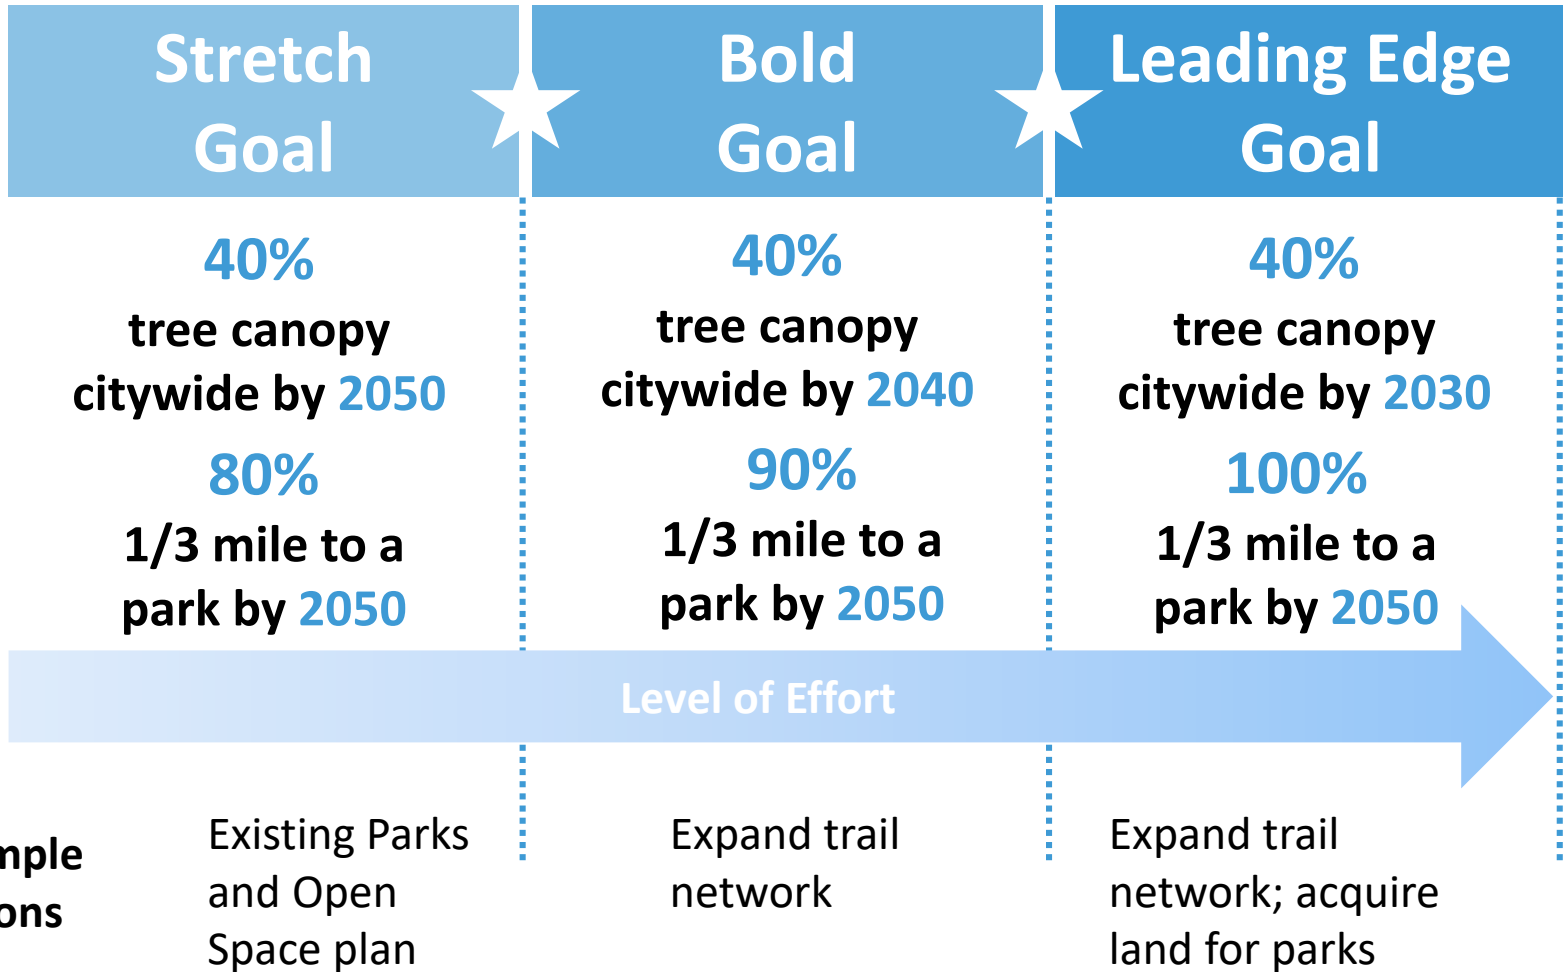 Stretch
Goal
Bold
Goal
Leading Edge
Goal
40%
tree canopy
citywide by 2050
80%
1/3 mile to a
park by 2050
40%
tree canopy
citywide by 2040
90%
1/3 mile to a
park by 2050
40%
tree canopy
citywide by 2030
100%
1/3 mile to a
park by 2050
Level of Effort
Existing Parks
and Open
Space plan
Expand trail
network
Expand trail
network; acquire
land for parks